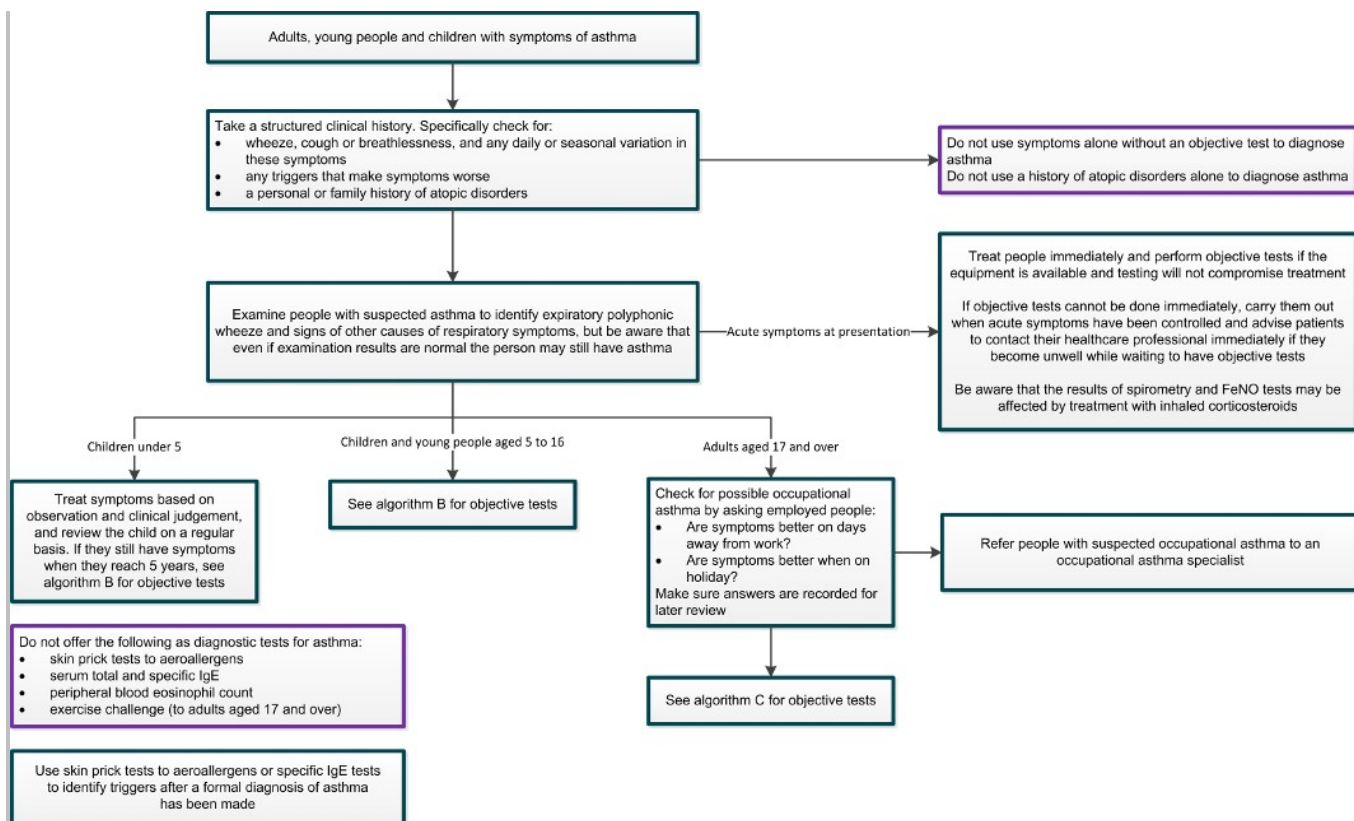 Adults, young people and children with symptoms of asthma
Take a structured clinical history. Specifically check for:
• wheeze, cough or breathlessness, and any daily or seasonal variation in
these symptoms
• any triggers that make symptoms worse
• a personal or family history of atopic disorders
Do not use symptoms alone without an objective test to diagnose
asthma
Do not use a history of atopic disorders alone to diagnose asthma
Examine people with suspected asthma to identify expiratory polyphonic
wheeze and signs of other causes of respiratory symptoms, but be aware that
even if examination results are normal the person may still have asthma
Acute symptoms at presentation
Treat people immediately and perform objective tests if the
equipment is available and testing will not compromise treatment
If objective tests cannot be done immediately, carry them out
when acute symptoms have been controlled and advise patients
to contact their healthcare professional immediately if they
become unwell while waiting to have objective tests
Be aware that the results of spirometry and FeNO tests may be
affected by treatment with inhaled corticosteroids
Children under 5
Children and young people aged 5 to 16
Adults aged 17 and over
Treat symptoms based on
observation and clinical judgement,
and review the child on a regular
basis. If they still have symptoms
when they reach 5 years, see
algorithm B for objective tests
See algorithm B for objective tests
Check for possible occupational
asthma by asking employed people:
• Are symptoms better on days
away from work?
• Are symptoms better when on
holiday?
Make sure answers are recorded for
later review
Refer people with suspected occupational asthma to an
occupational asthma specialist
Do not offer the following as diagnostic tests for asthma:
• skin prick tests to aeroallergens
• serum total and specific IgE
• peripheral blood eosinophil count
• exercise challenge (to adults aged 17 and over)
See algorithm C for objective tests
Use skin prick tests to aeroallergens or specific IgE tests
to identify triggers after a formal diagnosis of asthma
has been made